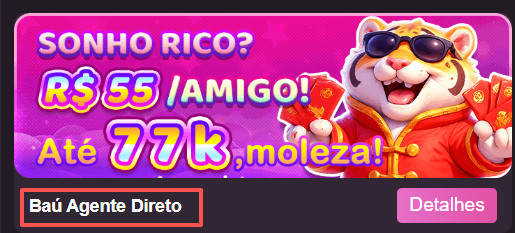 SONHO RICO?
R$ 55 /AMIGO!
Até 77k,moleza!
Baú Agente Direto
Detalhes